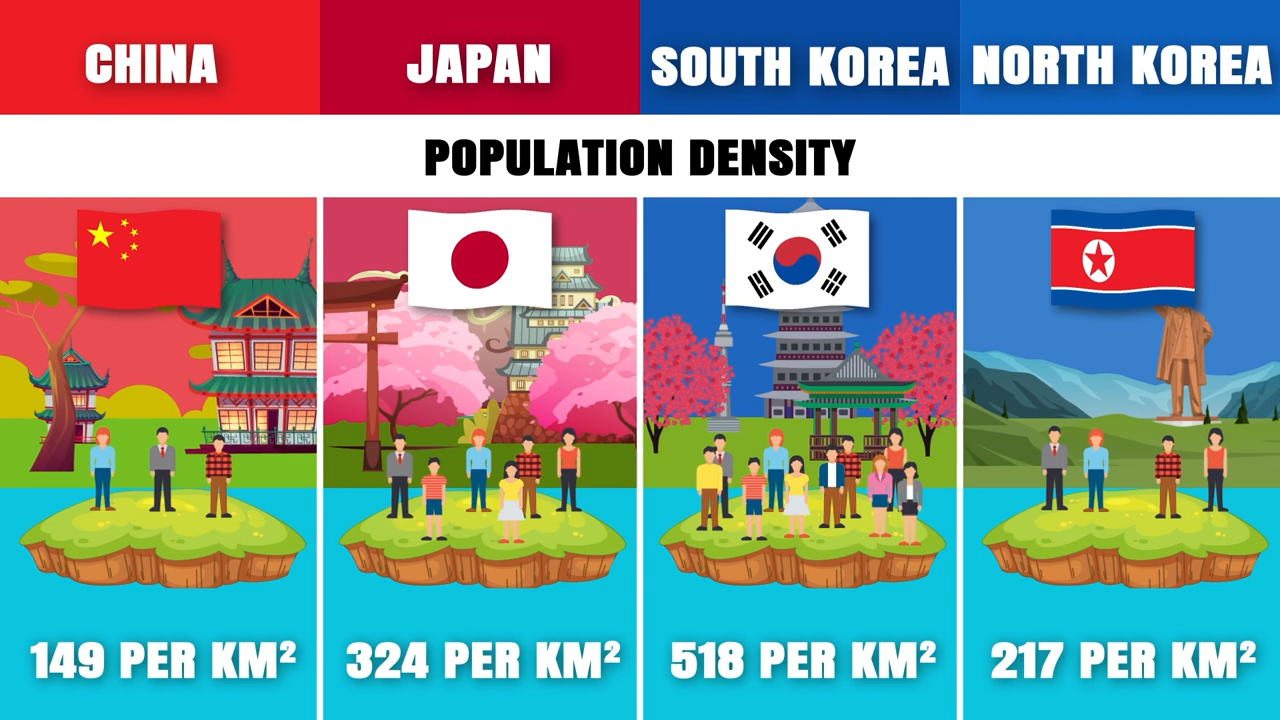 CHINA
JAPAN
SOUTH KOREA
NORTH KOREA
POPULATION DENSITY
149 PER KM²
324 PER KM²
518 PER KM²
217 PER KM²